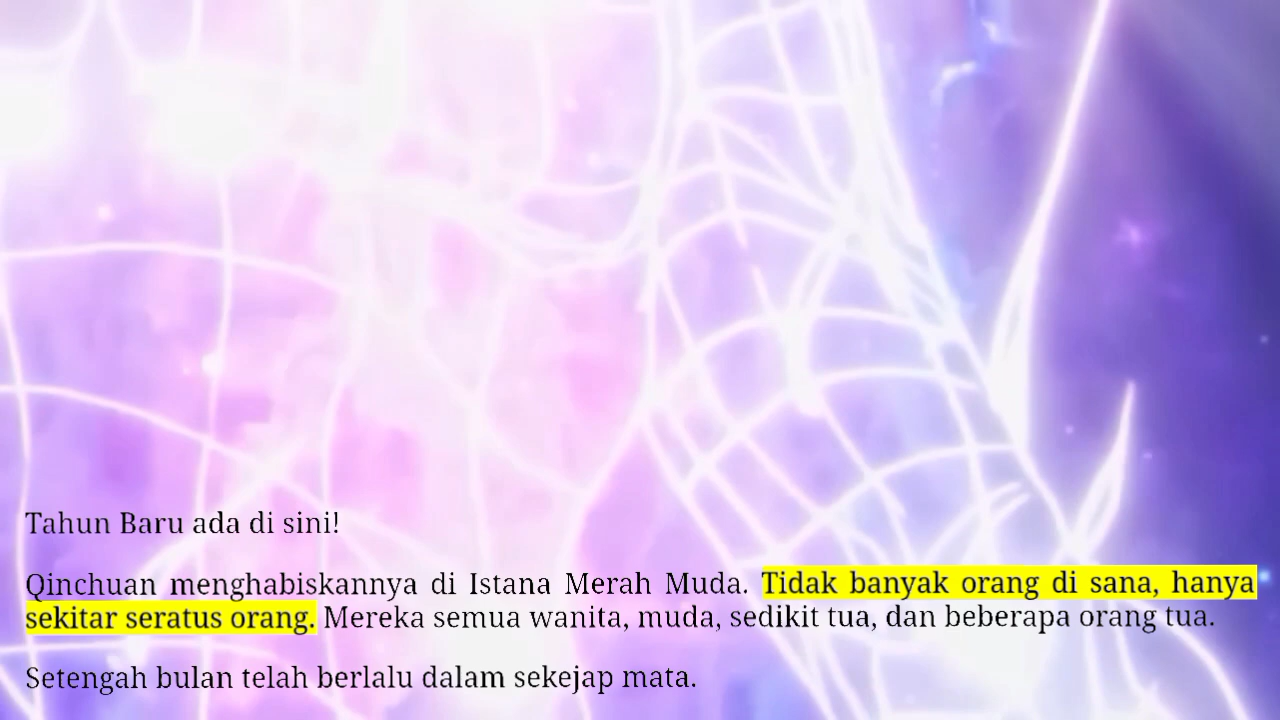 Tahun Baru ada di sini!
Qinchuan menghabiskannya di Istana Merah Muda. Tidak banyak orang di sana, hanya
sekitar seratus orang. Mereka semua wanita, muda, sedikit tua, dan beberapa orang tua.
Setengah bulan telah berlalu dalam sekejap mata.